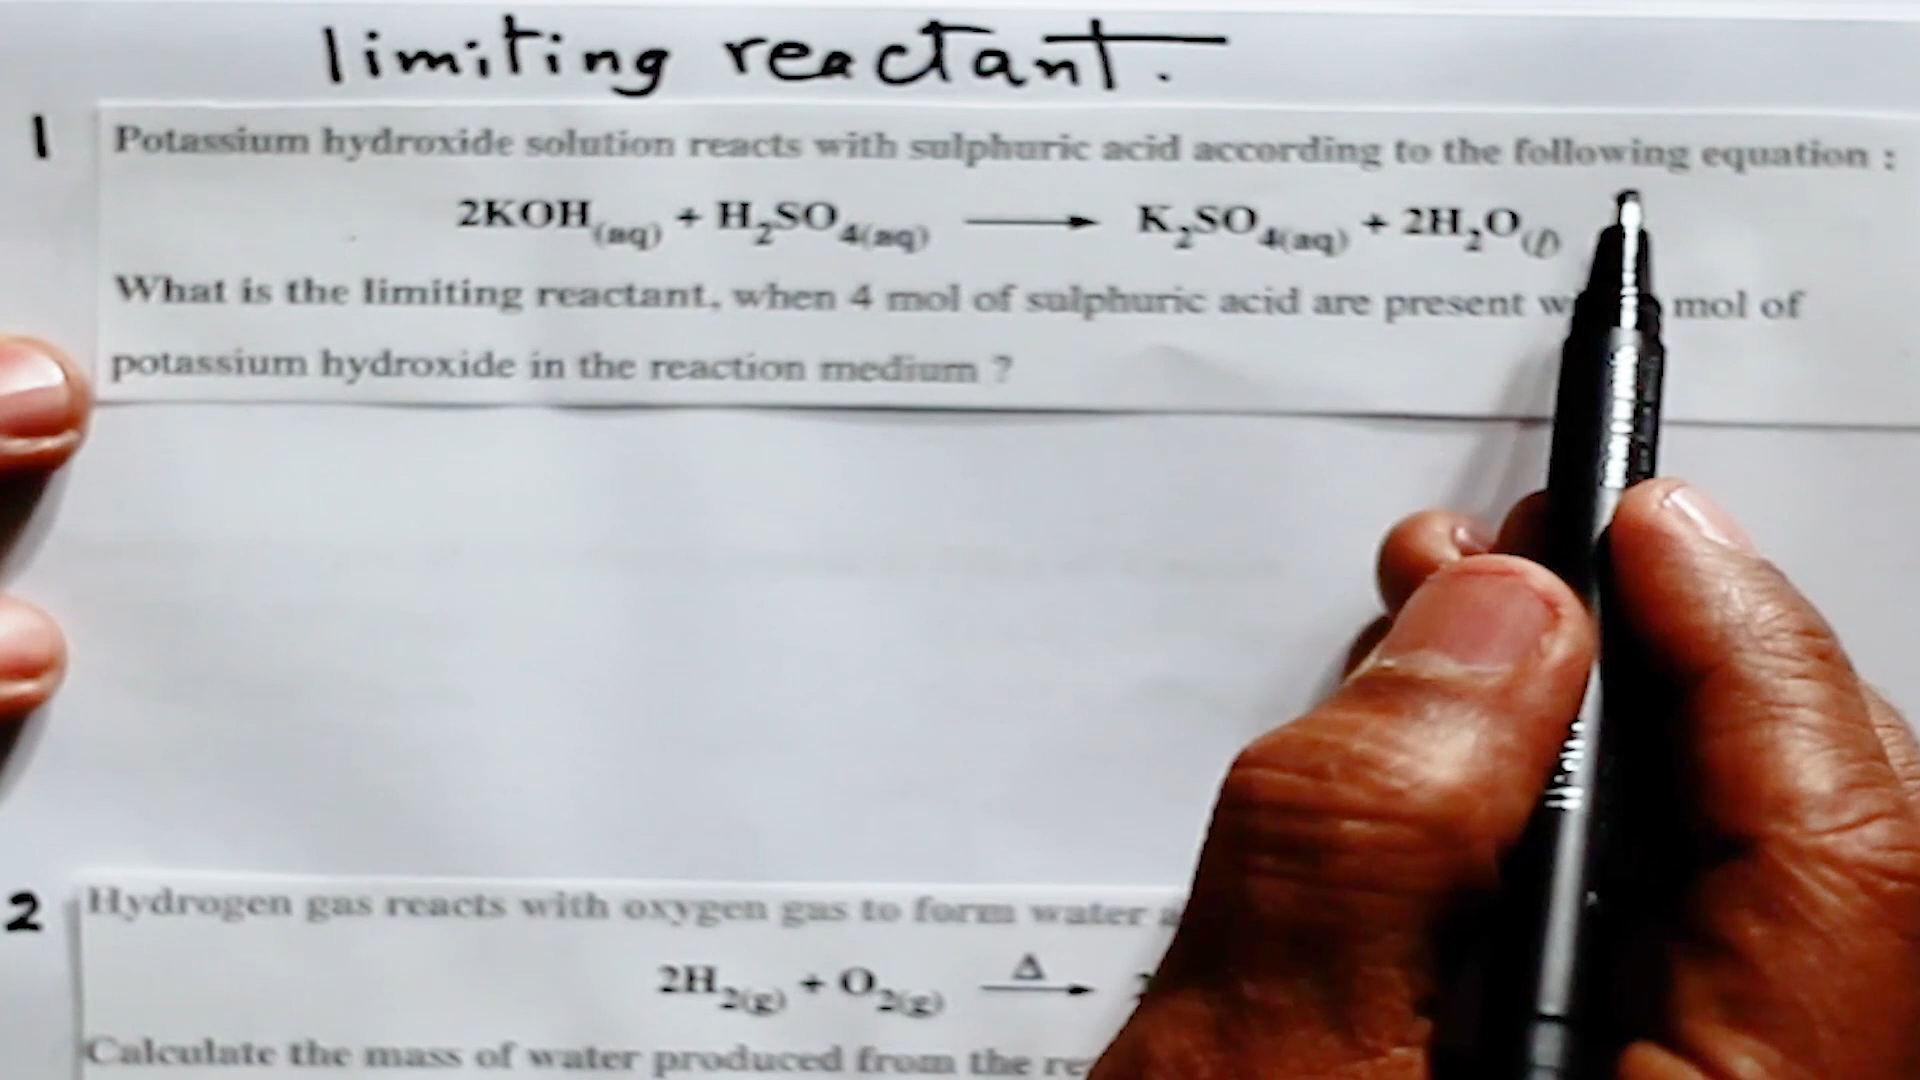 limiting reactant.
1 Potassium hydroxide solution reacts with sulphuric acid according to the following equation :
2KOH(aq) + H2SO4(aq) ⟶ K2SO4(aq) + 2H2O(l)
What is the limiting reactant, when 4 mol of sulphuric acid are present mol of
potassium hydroxide in the reaction medium ?
2 Hydrogen gas reacts with oxygen gas to form water
2H2(g) + O2(g) Δ⟶
Calculate the mass of water produced from the